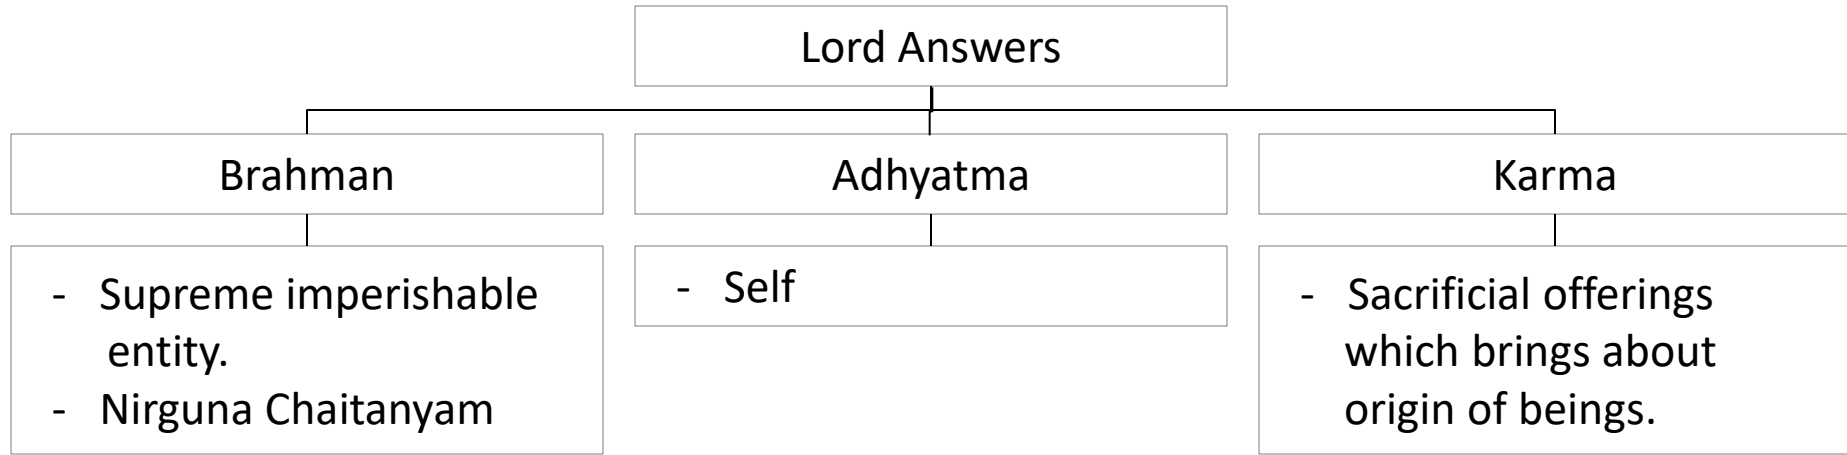 Lord Answers
Brahman
Adhyatma
Karma
- Supreme imperishable
entity.
- Nirguna Chaitanyam
- Self
- Sacrificial offerings
which brings about
origin of beings.